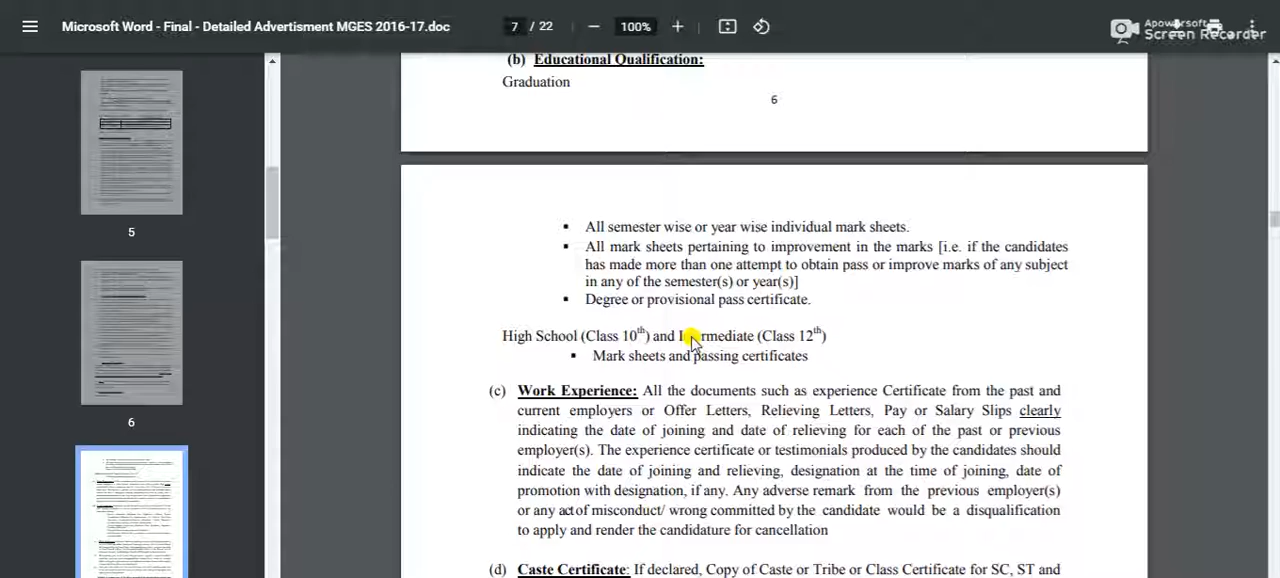 Microsoft Word - Final - Detailed Advertisment MGES 2016-17.doc
7 / 22
100%
Apowersoft
Screen Recorder
(b) Educational Qualification:
Graduation
6
▪ All semester wise or year wise individual mark sheets.
▪ All mark sheets pertaining to improvement in the marks [i.e. if the candidates
has made more than one attempt to obtain pass or improve marks of any subject
in any of the semester(s) or year(s)]
▪ Degree or provisional pass certificate.
High School (Class 10th) and Intermediate (Class 12th)
▪ Mark sheets and passing certificates
(c) Work Experience: All the documents such as experience Certificate from the past and
current employers or Offer Letters, Relieving Letters, Pay or Salary Slips clearly
indicating the date of joining and date of relieving for each of the past or previous
employer(s). The experience certificate or testimonials produced by the candidates should
indicate the date of joining and relieving, designation at the time of joining, date of
promotion with designation, if any. Any adverse remark from the previous employer(s)
or any act of misconduct/ wrong committed by the candidate would be a disqualification
to apply and render the candidature for cancellation.
(d) Caste Certificate: If declared, Copy of Caste or Tribe or Class Certificate for SC, ST and
5
6